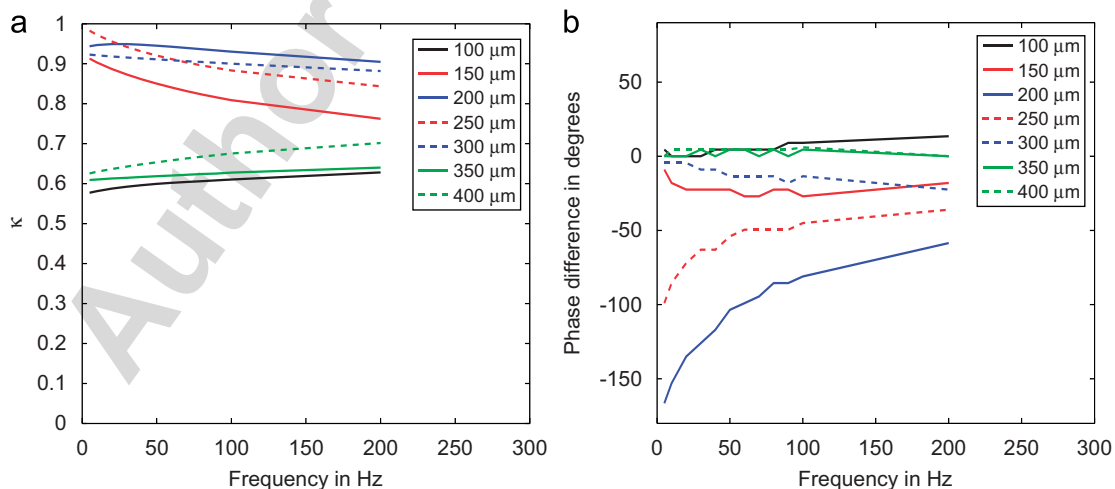 a
κ
1
0.9
0.8
0.7
0.6
0.5
0.4
0.3
0.2
0.1
0
0 50 100 150 200 250 300
Frequency in Hz
100 μm
150 μm
200 μm
250 μm
300 μm
350 μm
400 μm
Author
b
Phase difference in degrees
50
0
-50
-100
-150
0 50 100 150 200 250 300
Frequency in Hz
100 μm
150 μm
200 μm
250 μm
300 μm
350 μm
400 μm